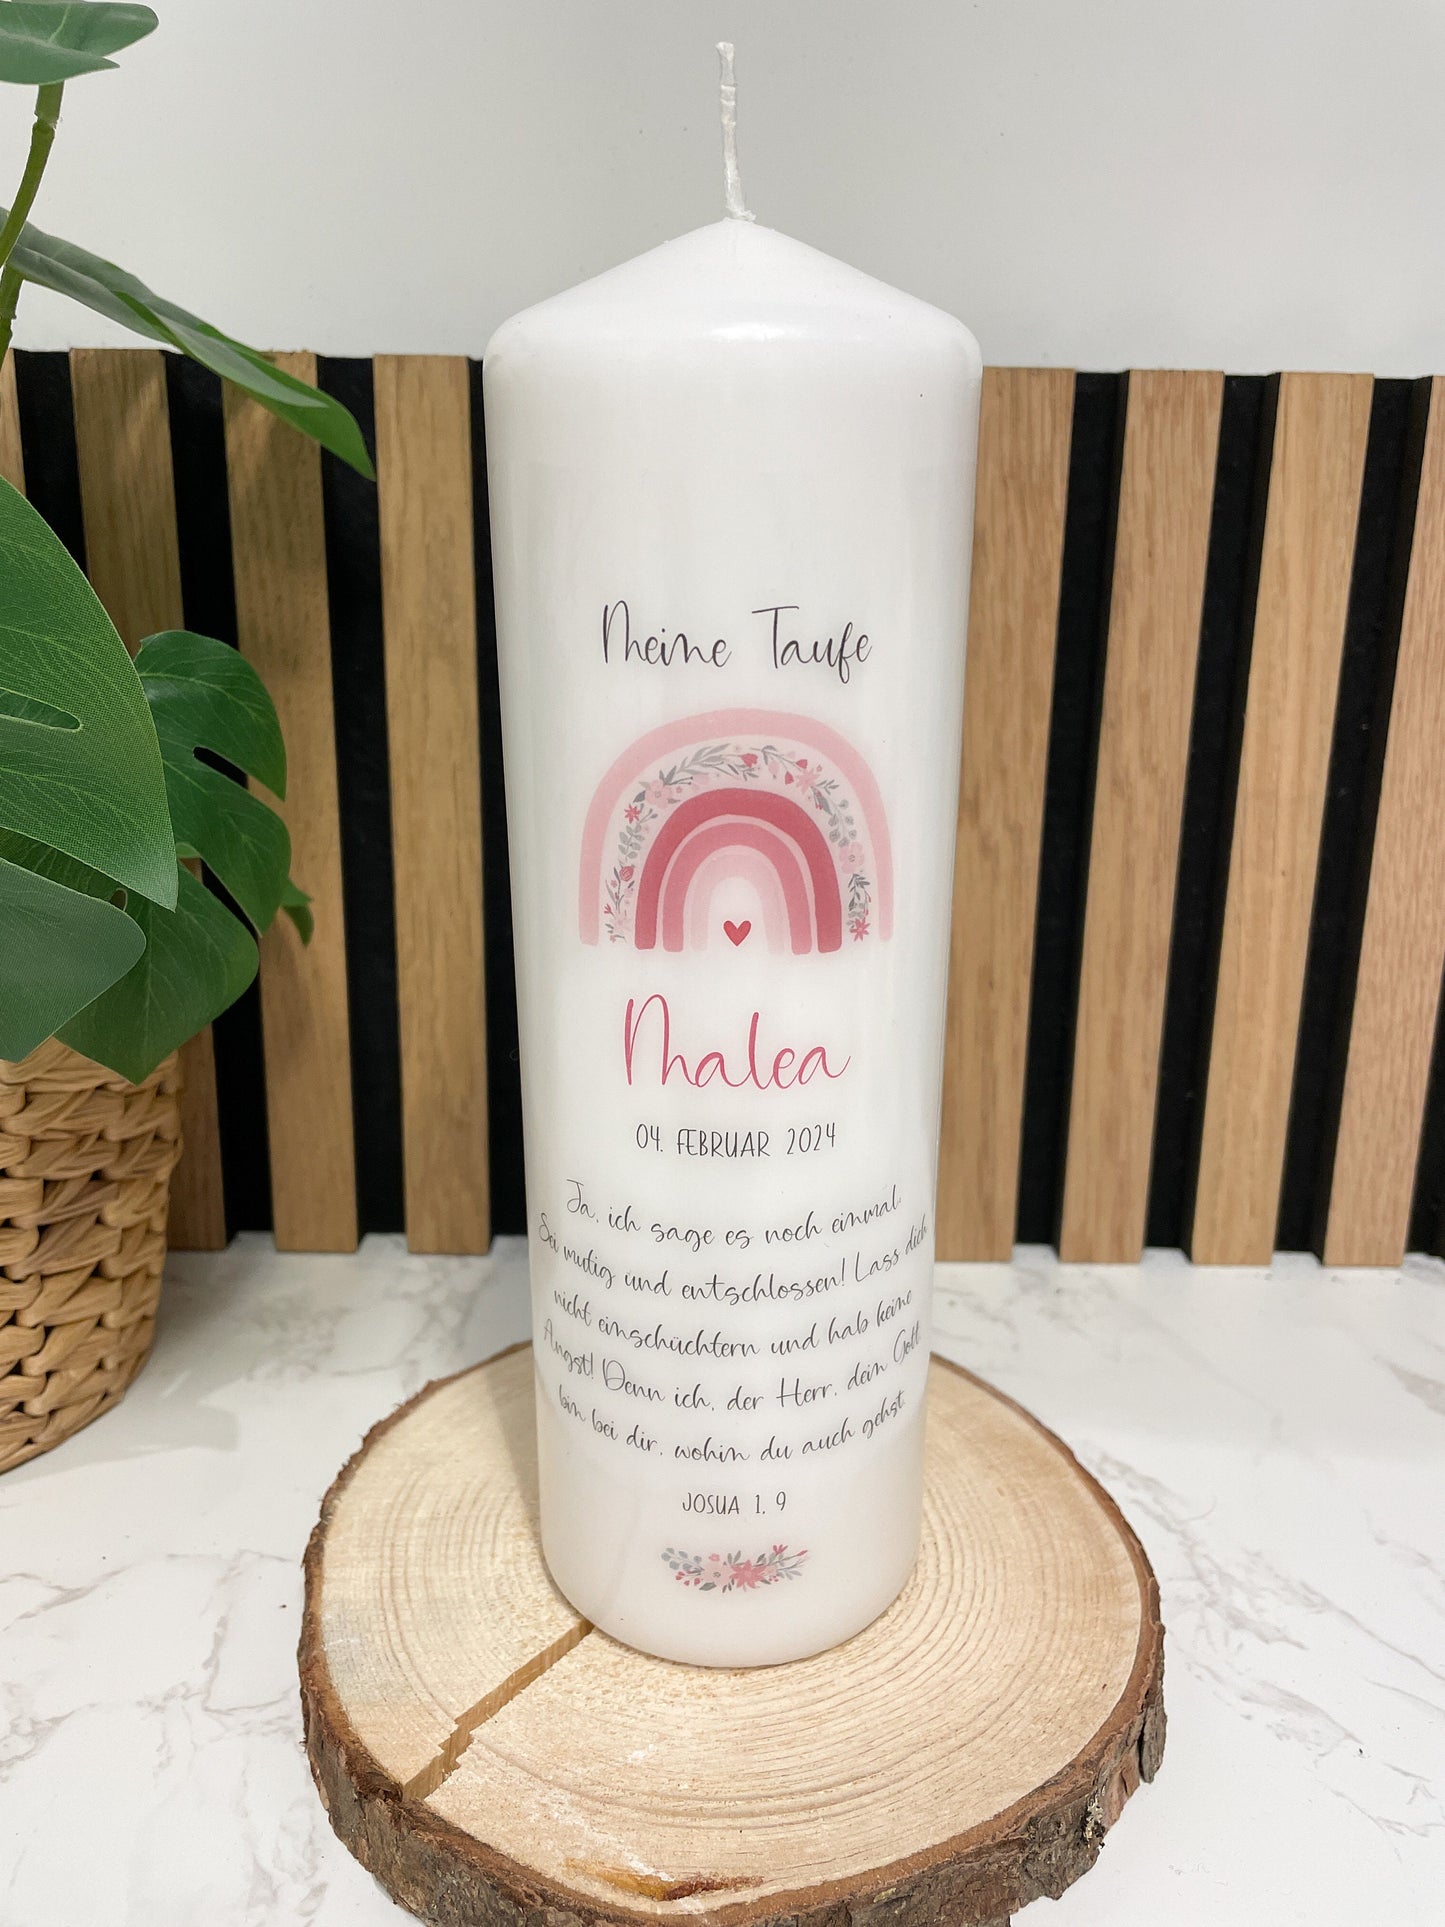 Meine Taufe
Malea
04. FEBRUAR 2024
Ja, ich sage es noch einmal:
Sei mutig und entschlossen! Lass dich
nicht einschüchtern und hab keine
Angst! Denn ich, der Herr, dein Gott,
bin bei dir, wohin du auch gehst.
JOSUA 1, 9